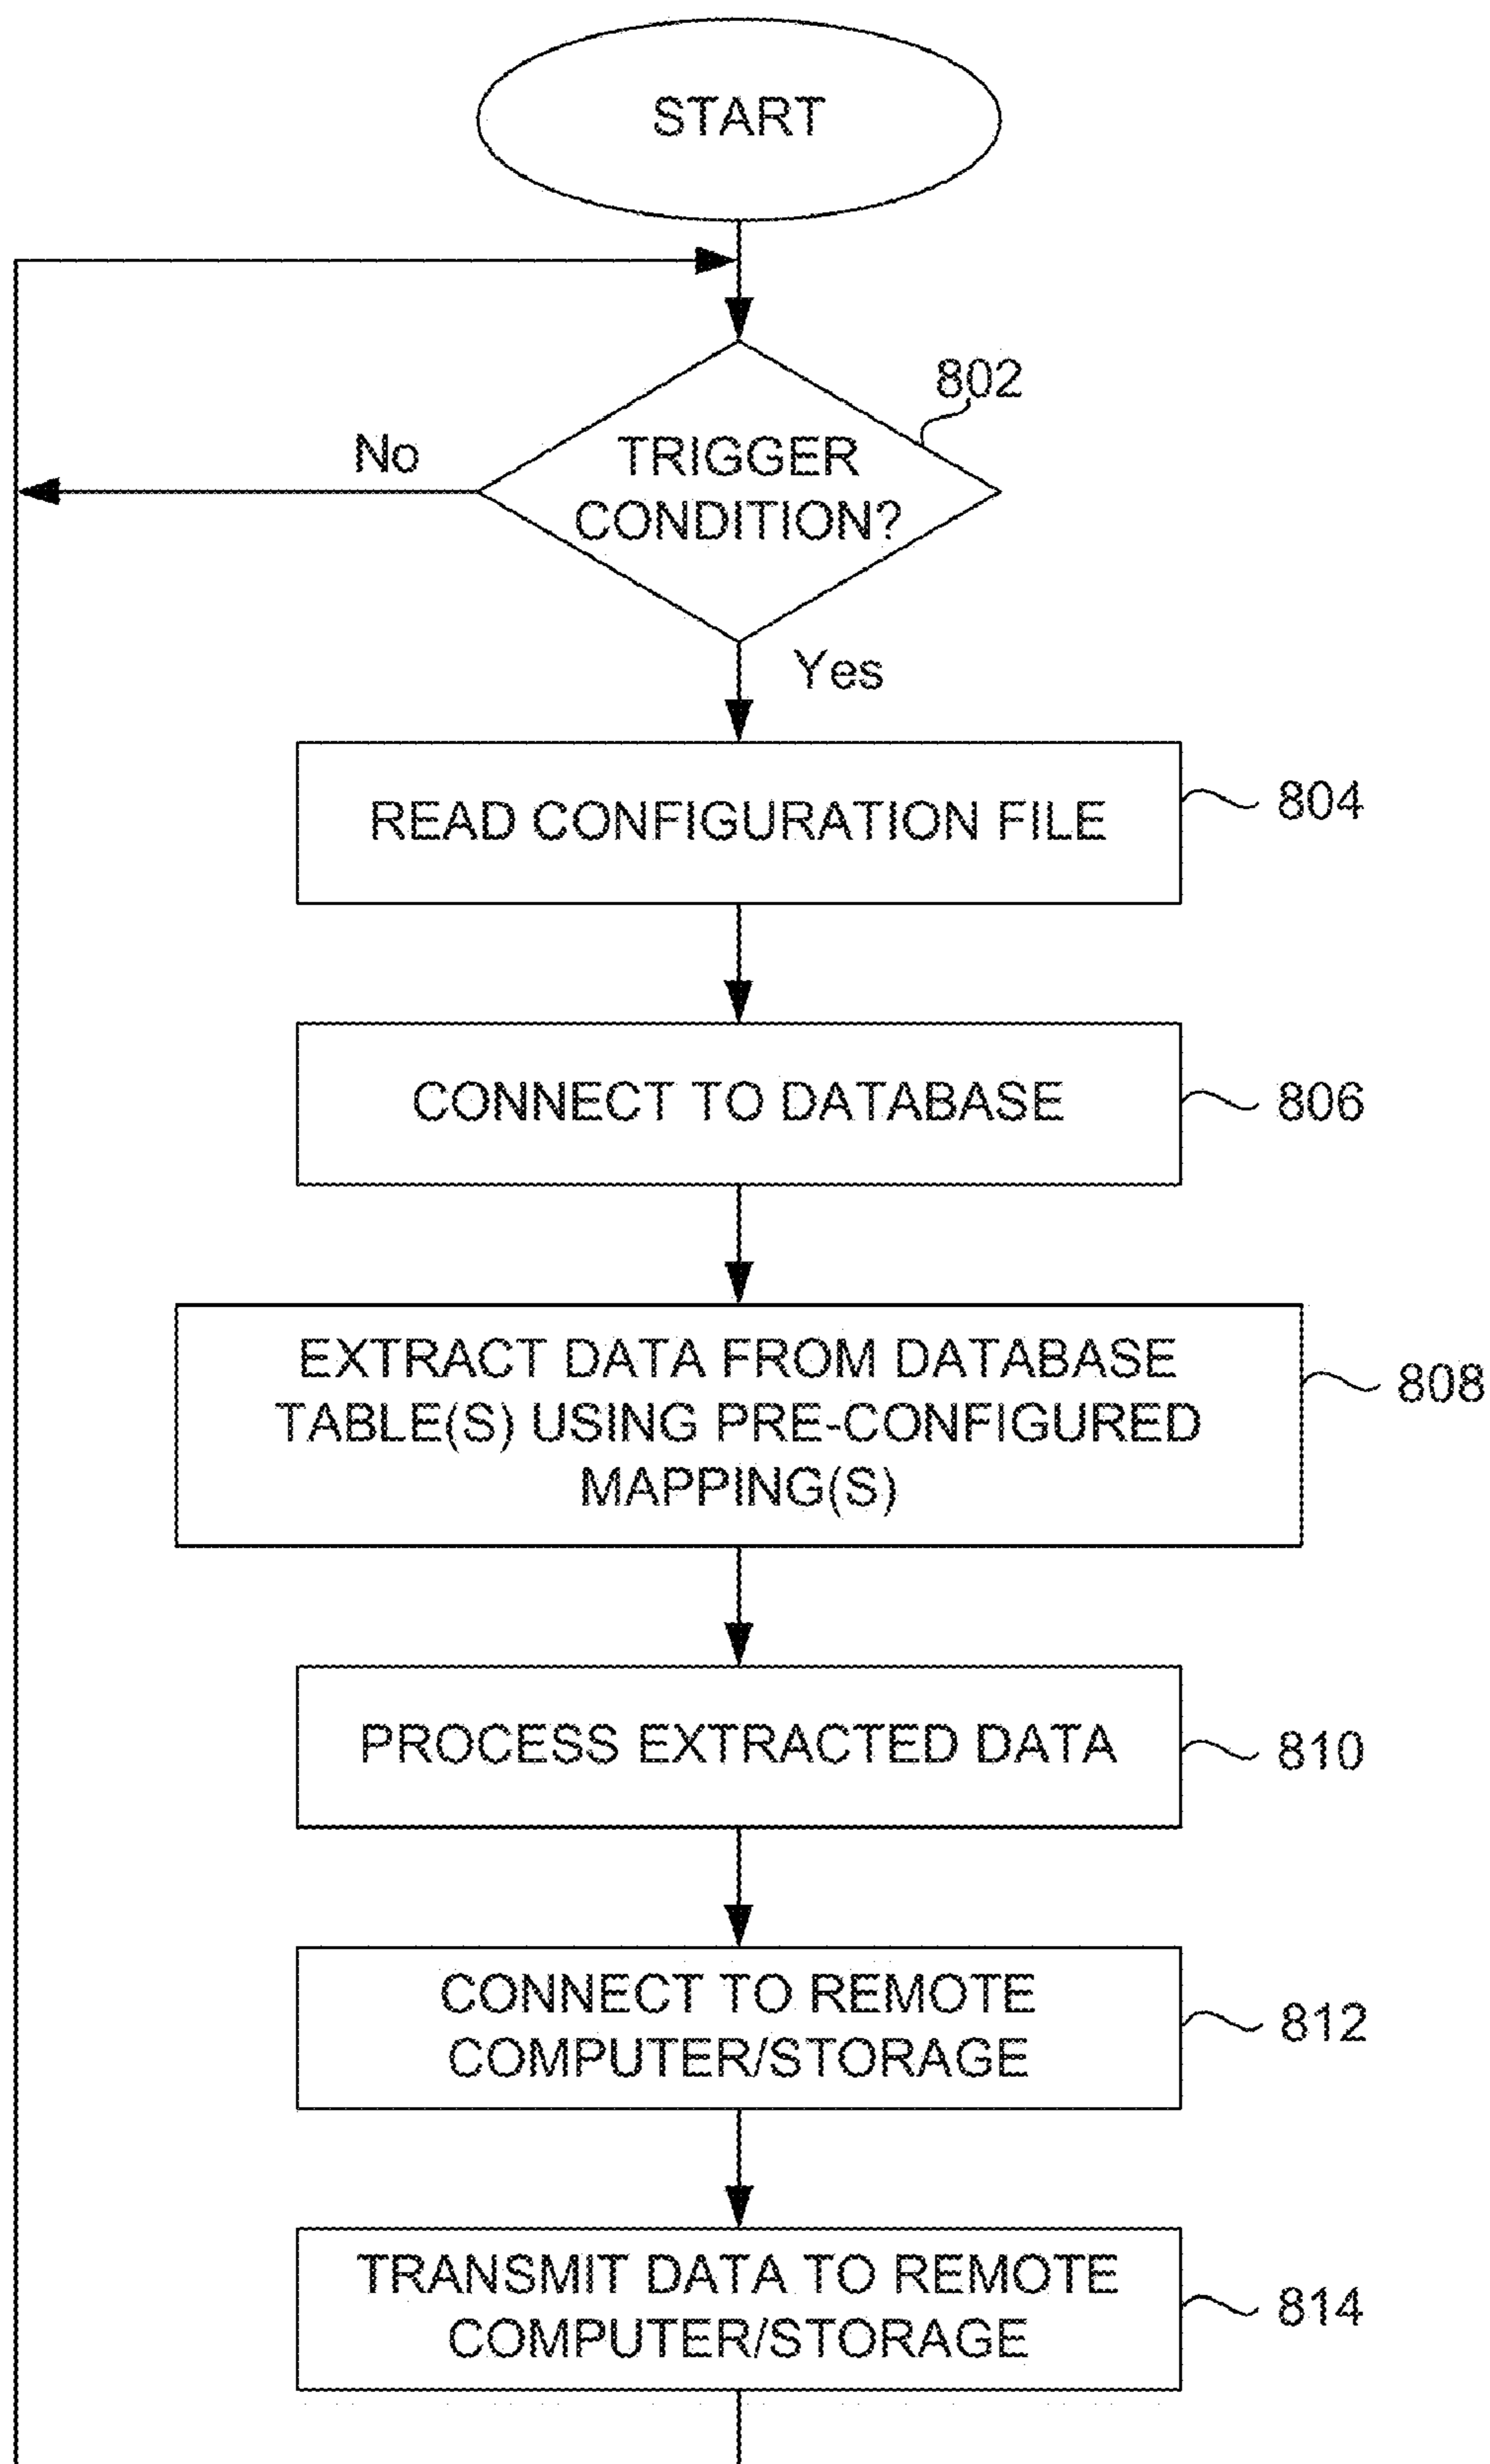 START
802
TRIGGER
CONDITION?
No
Yes
READ CONFIGURATION FILE
804
CONNECT TO DATABASE
806
EXTRACT DATA FROM DATABASE
TABLE(S) USING PRE-CONFIGURED
MAPPING(S)
808
PROCESS EXTRACTED DATA
810
CONNECT TO REMOTE
COMPUTER/STORAGE
812
TRANSMIT DATA TO REMOTE
COMPUTER/STORAGE
814